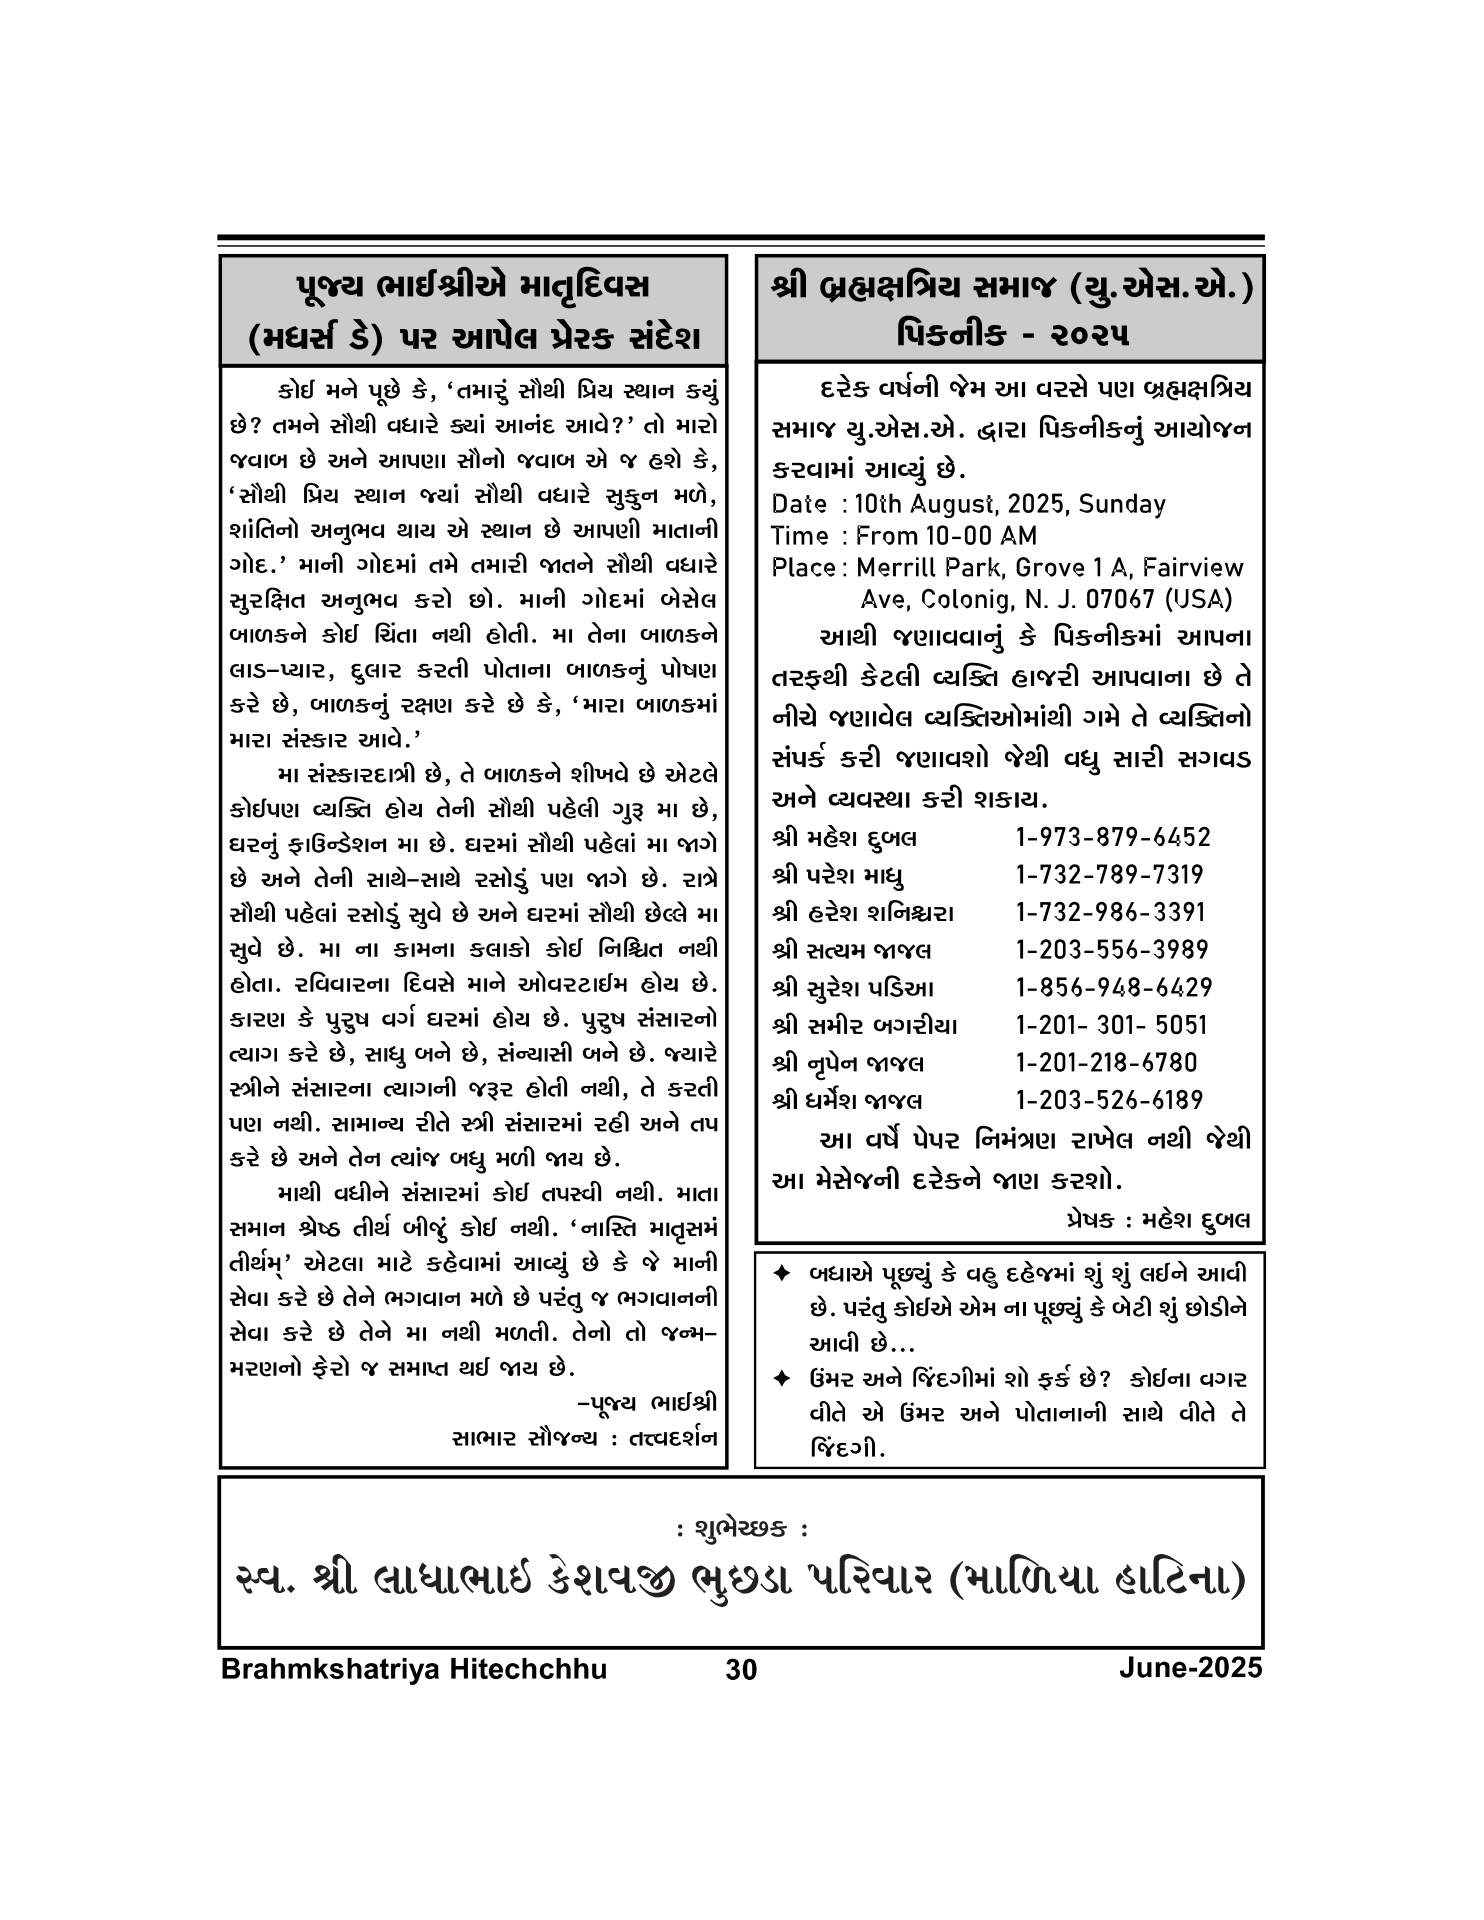 પૂજ્ય ભાઈશ્રીએ માતૃદિવસ
(મધર્સ ડે) પર આપેલ પ્રેરક સંદેશ
કોઈ મને પૂછે કે, ‘તમારું સૌથી પ્રિય સ્થાન કયું
છે? તમને સૌથી વધારે ક્યાં આનંદ આવે?’ તો મારો
જવાબ છે અને આપણા સૌનો જવાબ એ જ હશે કે,
‘સૌથી પ્રિય સ્થાન જ્યાં સૌથી વધારે સુકુન મળે,
શાંતિનો અનુભવ થાય એ સ્થાન છે આપણી માતાની
ગોદ.’ માની ગોદમાં તમે તમારી જાતને સૌથી વધારે
સુરક્ષિત અનુભવ કરો છો. માની ગોદમાં બેસેલ
બાળકને કોઈ ચિંતા નથી હોતી. મા તેના બાળકને
લાડ–પ્યાર, દુલાર કરતી પોતાના બાળકનું પોષણ
કરે છે, બાળકનું રક્ષણ કરે છે કે, ‘મારા બાળકમાં
મારા સંસ્કાર આવે.’
મા સંસ્કારદાત્રી છે, તે બાળકને શીખવે છે એટલે
કોઈપણ વ્યક્તિ હોય તેની સૌથી પહેલી ગુરૂ મા છે,
ઘરનું ફાઉન્ડેશન મા છે. ઘરમાં સૌથી પહેલાં મા જાગે
છે અને તેની સાથે–સાથે રસોડું પણ જાગે છે. રાત્રે
સૌથી પહેલાં રસોડું સુવે છે અને ઘરમાં સૌથી છેલ્લે મા
સુવે છે. મા ના કામના કલાકો કોઈ નિશ્ચિત નથી
હોતા. રવિવારના દિવસે માને ઓવરટાઈમ હોય છે.
કારણ કે પુરુષ વર્ગ ઘરમાં હોય છે. પુરુષ સંસારનો
ત્યાગ કરે છે, સાધુ બને છે, સંન્યાસી બને છે. જ્યારે
સ્ત્રીને સંસારના ત્યાગની જરૂર હોતી નથી, તે કરતી
પણ નથી. સામાન્ય રીતે સ્ત્રી સંસારમાં રહી અને તપ
કરે છે અને તેન ત્યાંજ બધુ મળી જાય છે.
માથી વધીને સંસારમાં કોઈ તપસ્વી નથી. માતા
સમાન શ્રેષ્ઠ તીર્થ બીજું કોઈ નથી. ‘નાસ્તિ માતૃસમં
તીર્થમ્’ એટલા માટે કહેવામાં આવ્યું છે કે જે માની
સેવા કરે છે તેને ભગવાન મળે છે પરંતુ જ ભગવાનની
સેવા કરે છે તેને મા નથી મળતી. તેનો તો જન્મ–
મરણનો ફેરો જ સમાપ્ત થઈ જાય છે.
–પૂજ્ય ભાઈશ્રી
સાભાર સૌજન્ય : તત્ત્વદર્શન
શ્રી બ્રહ્મક્ષત્રિય સમાજ (યુ.એસ.એ.)
પિકનીક - ૨૦૨૫
દરેક વર્ષની જેમ આ વરસે પણ બ્રહ્મક્ષત્રિય
સમાજ યુ.એસ.એ. દ્વારા પિકનીકનું આયોજન
કરવામાં આવ્યું છે.
Date : 10th August, 2025, Sunday
Time : From 10-00 AM
Place : Merrill Park, Grove 1 A, Fairview
Ave, Colonig, N. J. 07067 (USA)
આથી જણાવવાનું કે પિકનીકમાં આપના
તરફથી કેટલી વ્યક્તિ હાજરી આપવાના છે તે
નીચે જણાવેલ વ્યક્તિઓમાંથી ગમે તે વ્યક્તિનો
સંપર્ક કરી જણાવશો જેથી વધુ સારી સગવડ
અને વ્યવસ્થા કરી શકાય.
શ્રી મહેશ દુબલ 1-973-879-6452
શ્રી પરેશ માધુ 1-732-789-7319
શ્રી હરેશ શનિશ્ચરા 1-732-986-3391
શ્રી સત્યમ જાજલ 1-203-556-3989
શ્રી સુરેશ પડિઆ 1-856-948-6429
શ્રી સમીર બગરીયા 1-201- 301- 5051
શ્રી નૃપેન જાજલ 1-201-218-6780
શ્રી ધર્મેશ જાજલ 1-203-526-6189
આ વર્ષે પેપર નિમંત્રણ રાખેલ નથી જેથી
આ મેસેજની દરેકને જાણ કરશો.
પ્રેષક : મહેશ દુબલ
✦ બધાએ પૂછ્યું કે વહુ દહેજમાં શું શું લઈને આવી
છે. પરંતુ કોઈએ એમ ના પૂછ્યું કે બેટી શું છોડીને
આવી છે...
✦ ઉંમર અને જિંદગીમાં શો ફર્ક છે? કોઈના વગર
વીતે એ ઉંમર અને પોતાનાની સાથે વીતે તે
જિંદગી.
: શુભેચ્છક :
સ્વ. શ્રી લાધાભાઈ કેશવજી ભુછડા પરિવાર (માળિયા હાટિના)
Brahmkshatriya Hitechchhu 30 June-2025